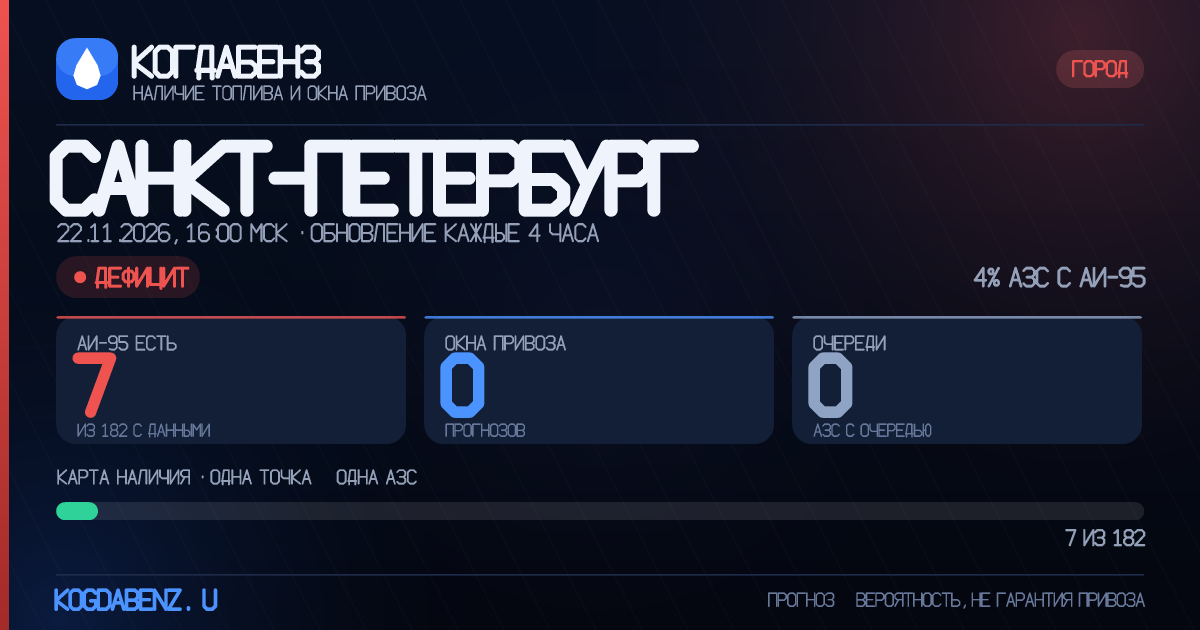 КОГДАБЕНЗ
НАЛИЧИЕ ТОПЛИВА И ОКНА ПРИВОЗА
ГОРОД
САНКТ-ПЕТЕРБУРГ
22.11.2026, 16:00 МСК · ОБНОВЛЕНИЕ КАЖДЫЕ 4 ЧАСА
ДЕФИЦИТ
4% АЗС С АИ-95
АИ-95 ЕСТЬ
7
ИЗ 182 С ДАННЫМИ
ОКНА ПРИВОЗА
0
ПРОГНОЗОВ
ОЧЕРЕДИ
0
АЗС С ОЧЕРЕДЬЮ
КАРТА НАЛИЧИЯ · ОДНА ТОЧКА ОДНА АЗС
7 ИЗ 182
KOGDABENZ. U
ПРОГНОЗ ВЕРОЯТНОСТЬ, НЕ ГАРАНТИЯ ПРИВОЗА